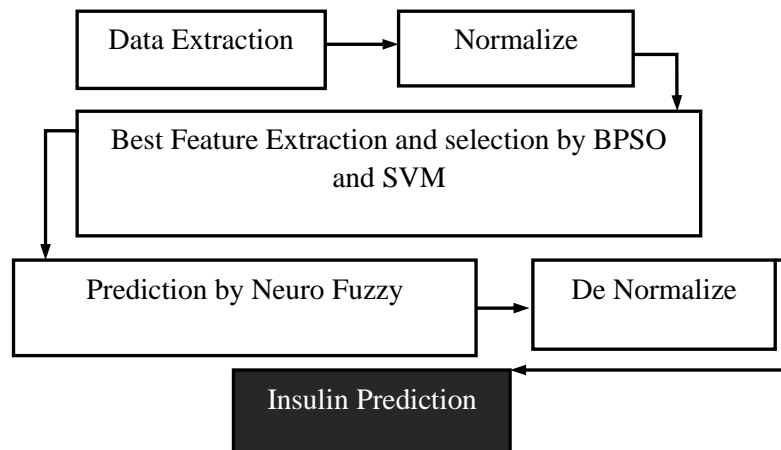 Data Extraction
Normalize
Best Feature Extraction and selection by BPSO
and SVM
Prediction by Neuro Fuzzy
De Normalize
Insulin Prediction